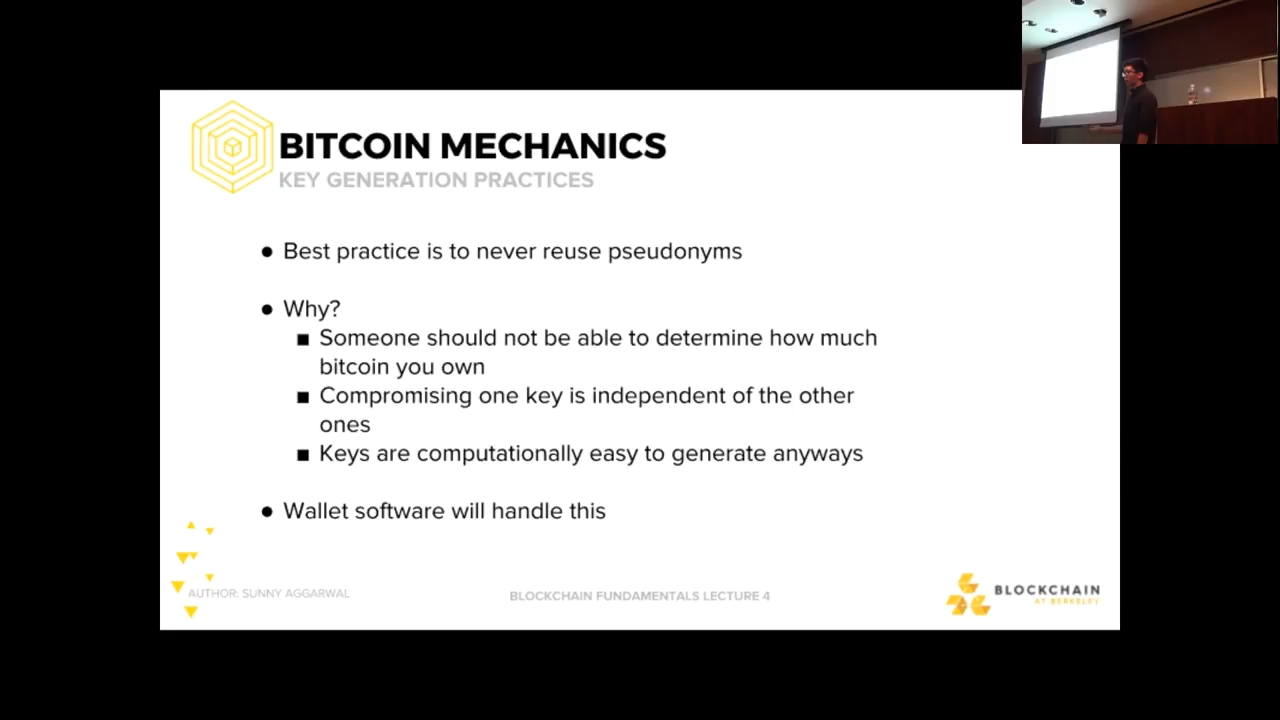 BITCOIN MECHANICS
KEY GENERATION PRACTICES
● Best practice is to never reuse pseudonyms
● Why?
■ Someone should not be able to determine how much
bitcoin you own
■ Compromising one key is independent of the other
ones
■ Keys are computationally easy to generate anyways
● Wallet software will handle this
AUTHOR: SUNNY AGGARWAL
BLOCKCHAIN FUNDAMENTALS LECTURE 4
BLOCKCHAIN
AT BERKELEY